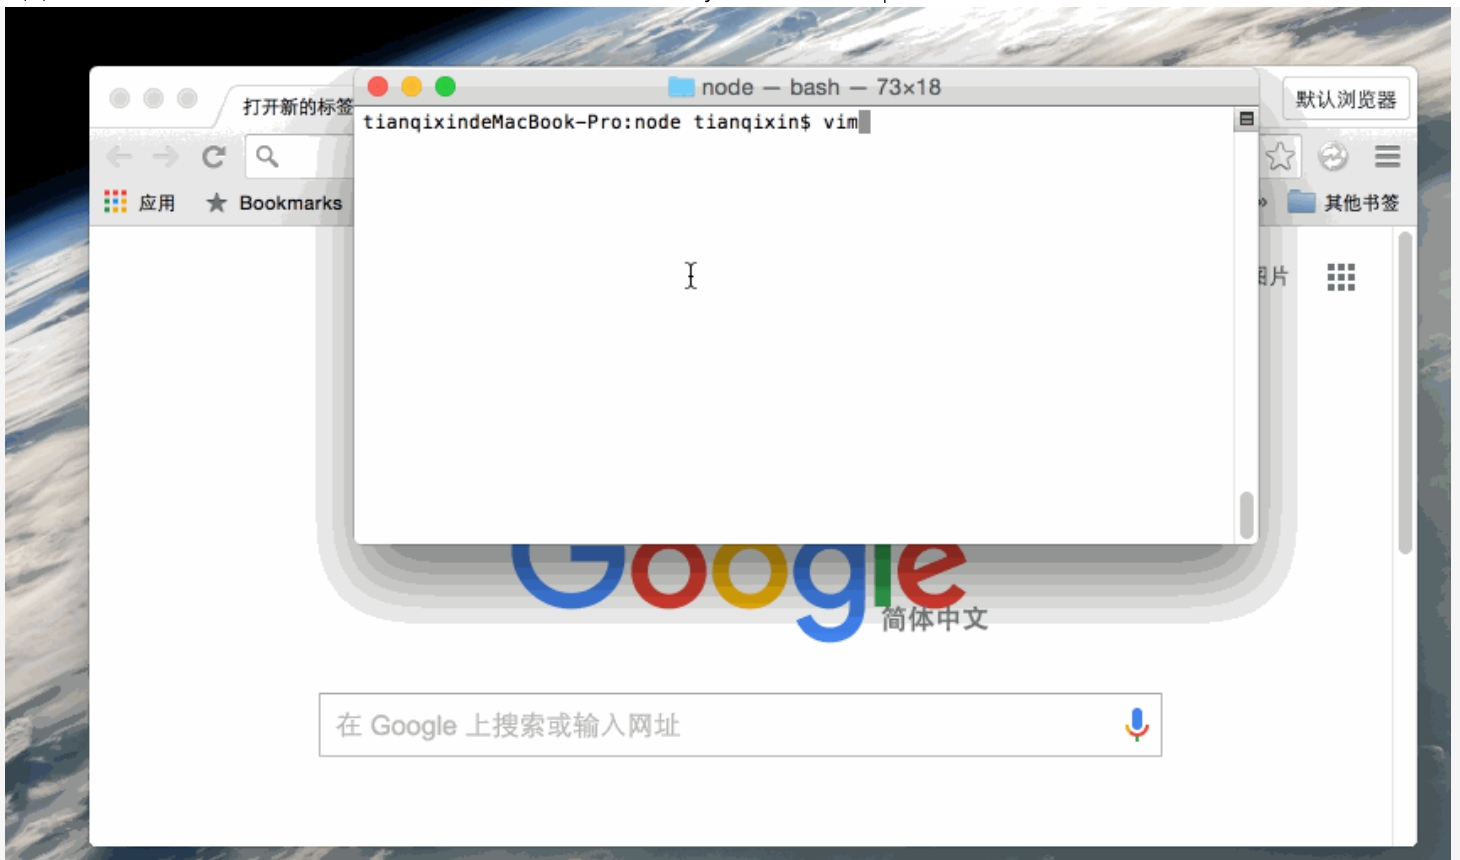 node — bash — 73×18
打开新的标签
默认浏览器
tianqixindeMacBook-Pro:node tianqixin$ vim
应用
Bookmarks
»
其他书签
图片
Google
简体中文
在 Google 上搜索或输入网址